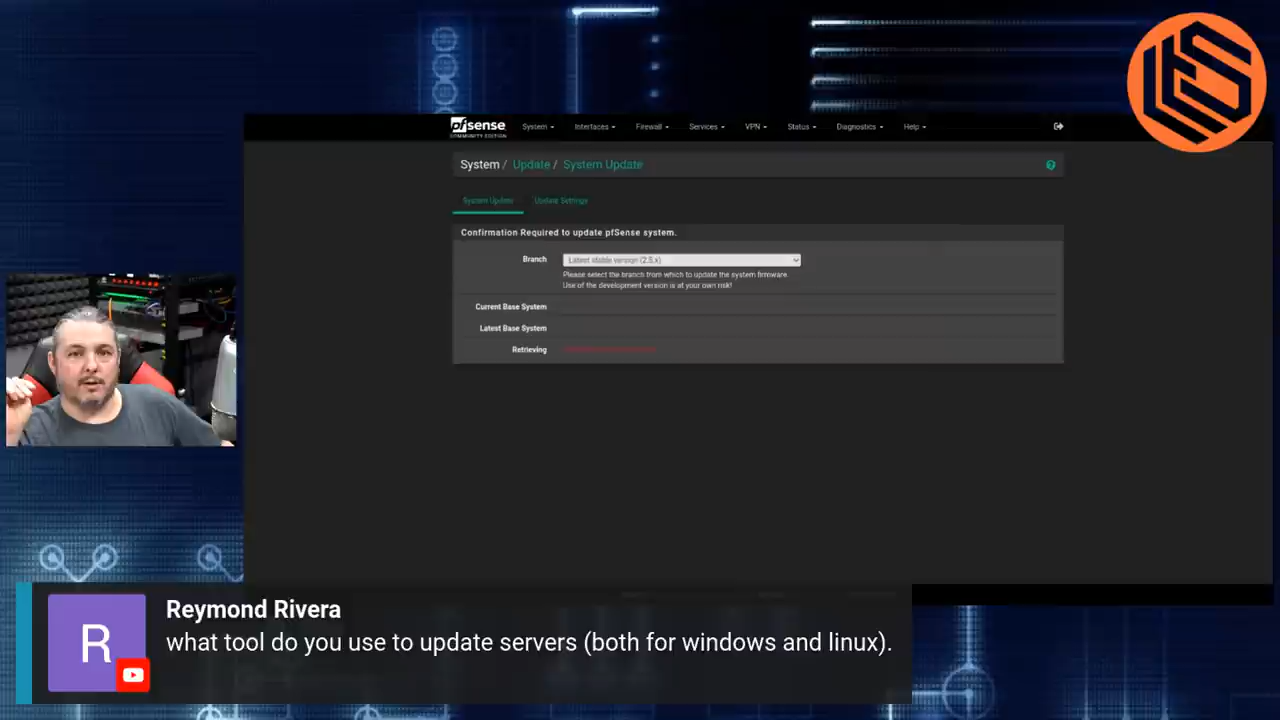 pfsense
COMMUNITY EDITION
System Interfaces Firewall Services VPN Status Diagnostics Help
System / Update / System Update
System Update Update Settings
Confirmation Required to update pfSense system.
Branch Latest stable version (2.5.x)
Please select the branch from which to update the system firmware.
Use of the development version is at your own risk!
Current Base System
Latest Base System
Retrieving
R
Reymond Rivera
what tool do you use to update servers (both for windows and linux).